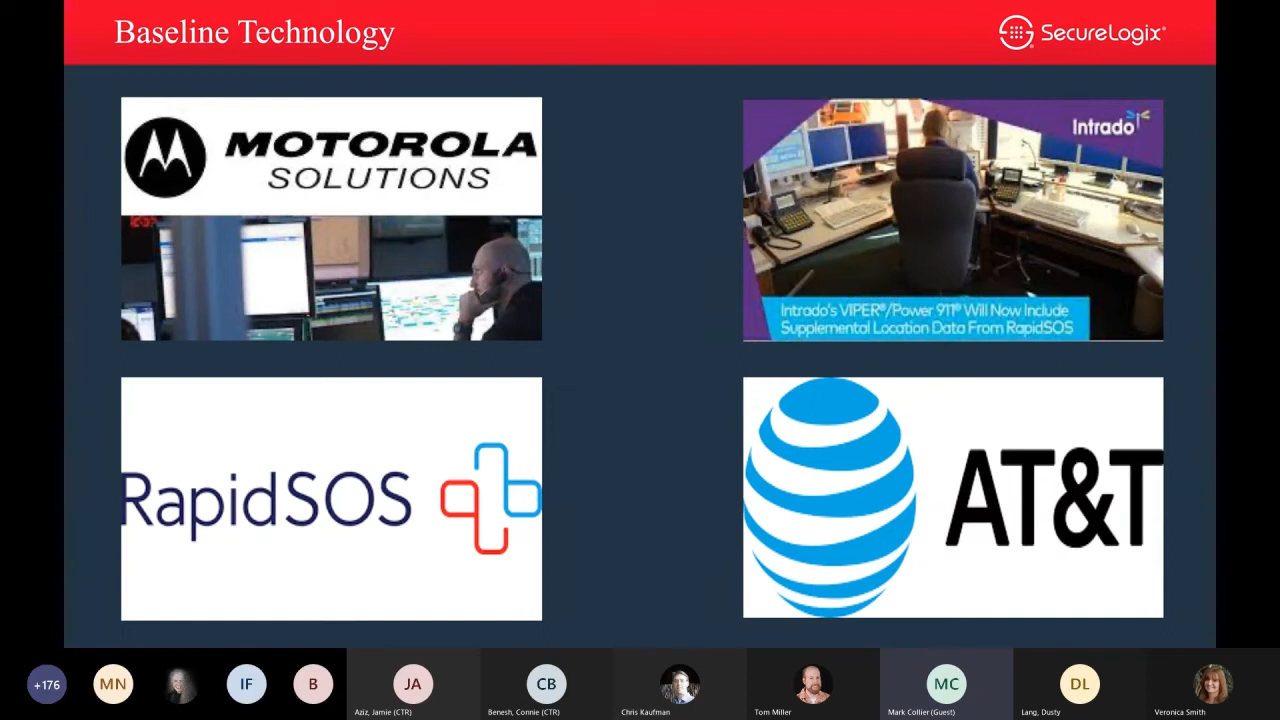 Baseline Technology
SecureLogix
MOTOROLA
SOLUTIONS
Intrado
Intrado's VIPER®/Power 911® Will Now Include
Supplemental Location Data From RapidSOS
RapidSOS
AT&T
+176
MN
IF
B
JA
CB
MC
DL
Aziz, Jamie (CTR)
Benesh, Connie (CTR)
Chris Kaufman
Tom Miller
Mark Collier (Guest)
Lang, Dusty
Veronica Smith